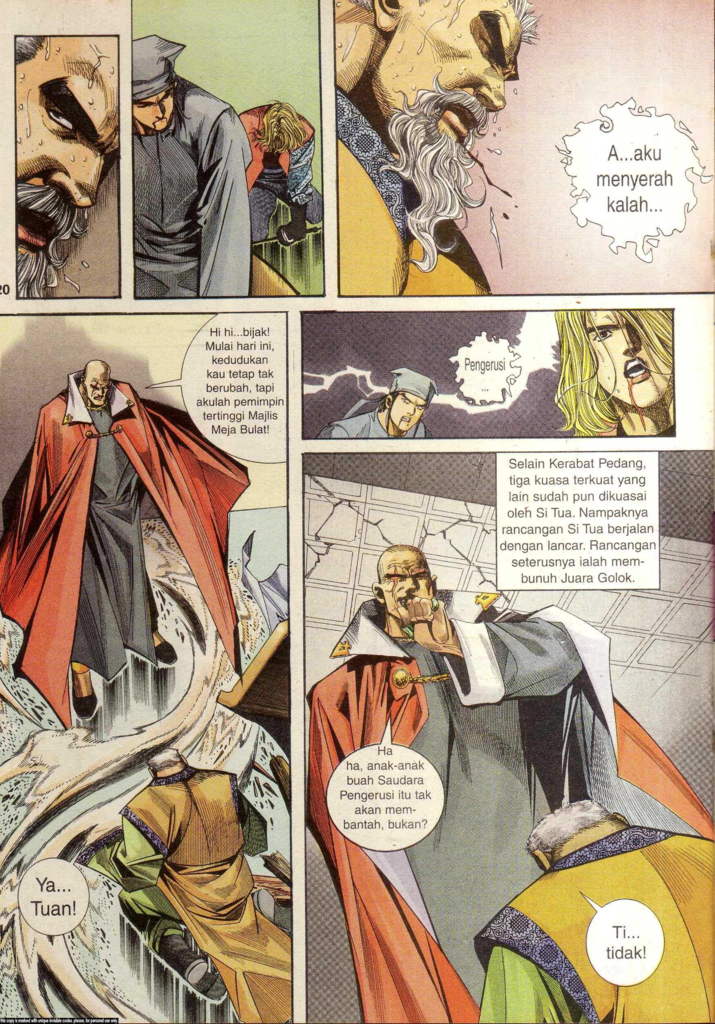 A...aku
menyerah
kalah...
20
Hi hi...bijak!
Mulai hari ini,
kedudukan
kau tetap tak
berubah, tapi
akulah pemimpin
tertinggi Majlis
Meja Bulat!
Pengerusi
...
Selain Kerabat Pedang,
tiga kuasa terkuat yang
lain sudah pun dikuasai
oleh Si Tua. Nampaknya
rancangan Si Tua berjalan
dengan lancar. Rancangan
seterusnya ialah mem-
bunuh Juara Golok.
Ha
ha, anak-anak
buah Saudara
Pengerusi itu tak
akan mem-
bantah, bukan?
Ya...
Tuan!
Ti...
tidak!